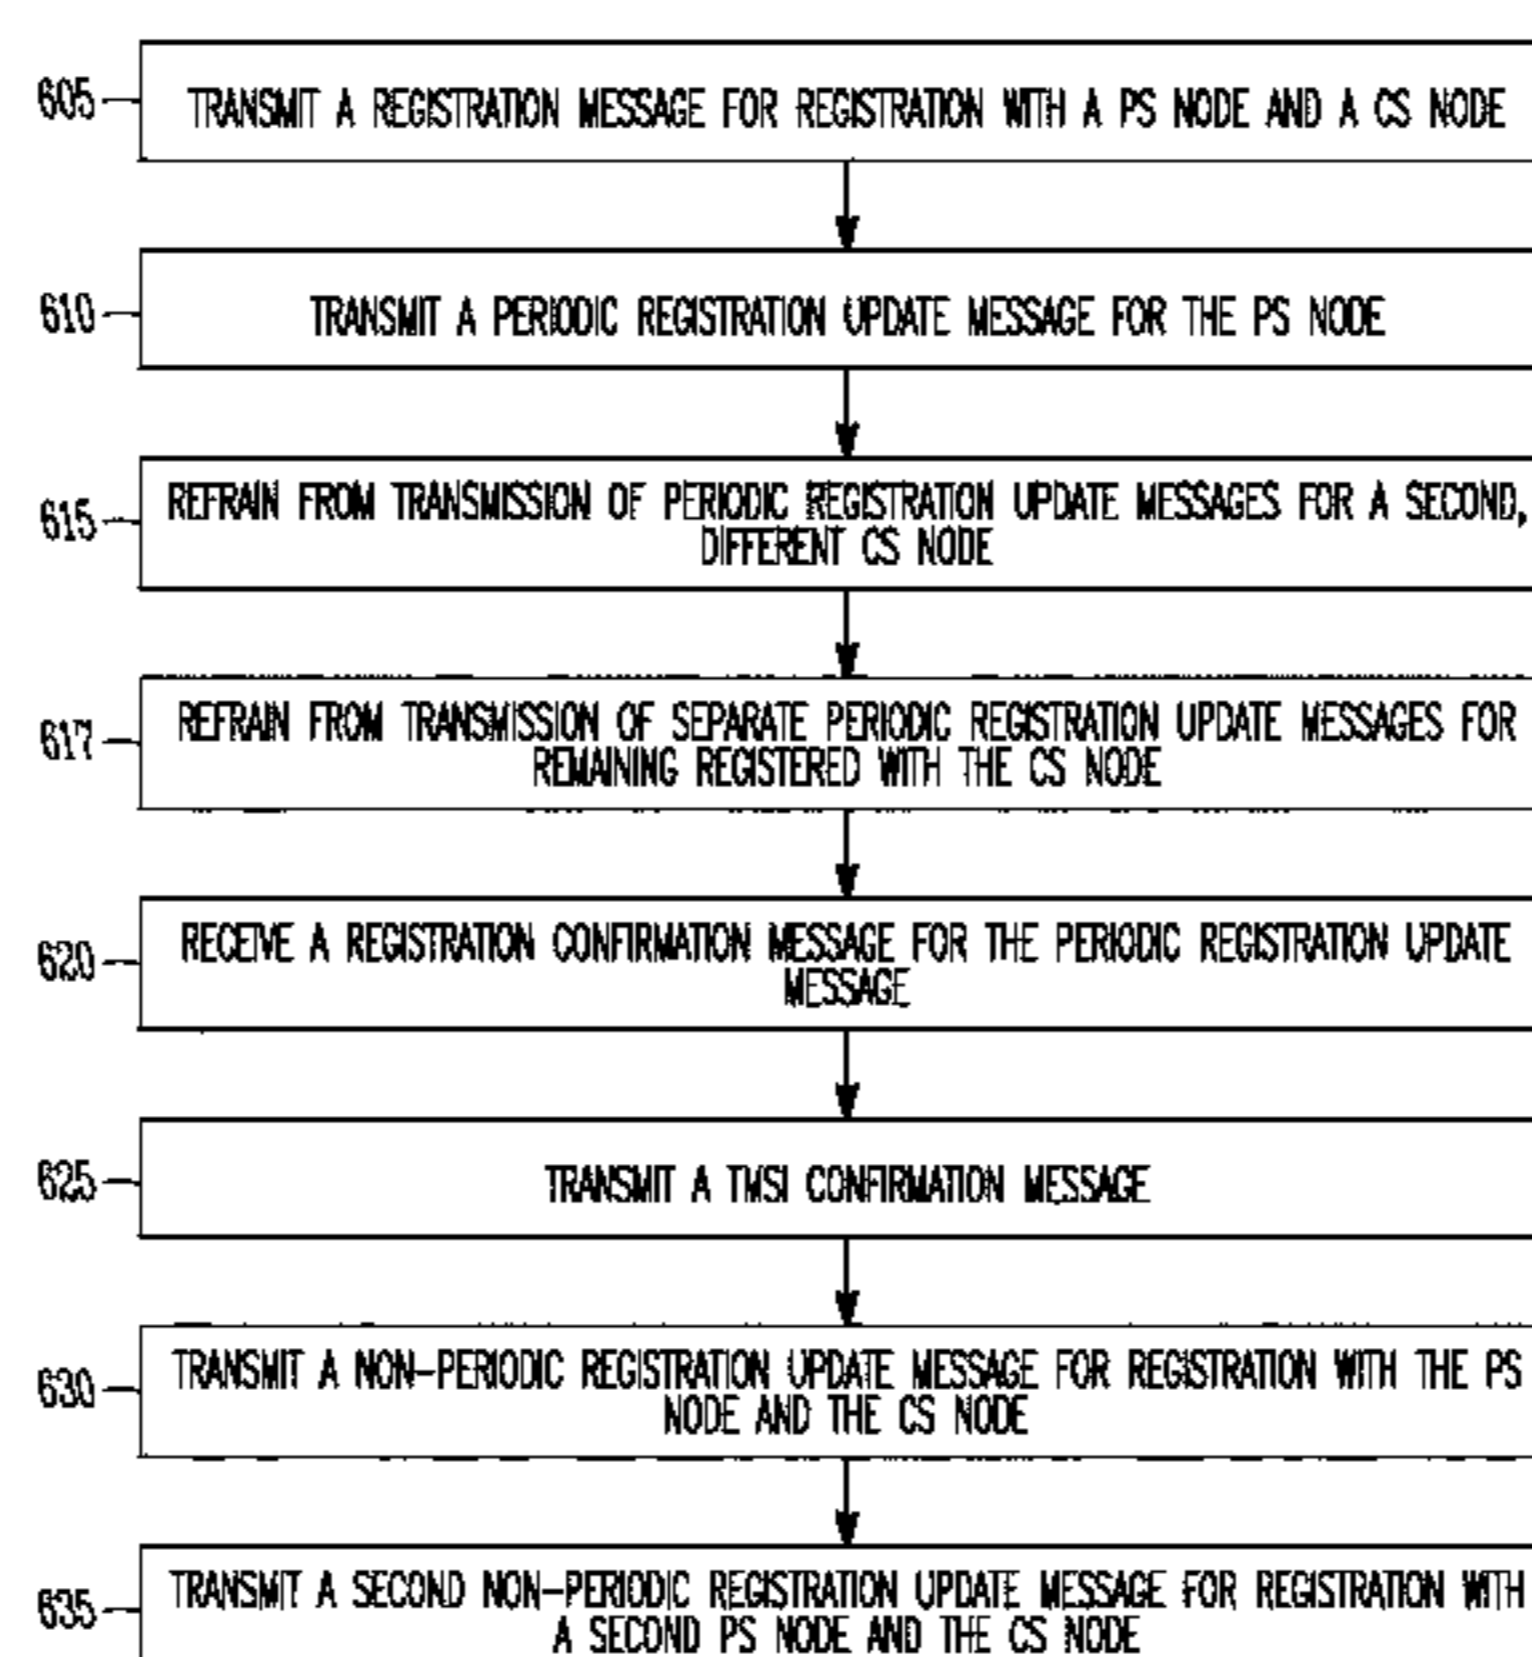 605
TRANSMIT A REGISTRATION MESSAGE FOR REGISTRATION WITH A PS NODE AND A CS NODE
610
TRANSMIT A PERIODIC REGISTRATION UPDATE MESSAGE FOR THE PS NODE
615
REFRAIN FROM TRANSMISSION OF PERIODIC REGISTRATION UPDATE MESSAGES FOR A SECOND,
DIFFERENT CS NODE
617
REFRAIN FROM TRANSMISSION OF SEPARATE PERIODIC REGISTRATION UPDATE MESSAGES FOR
REMAINING REGISTERED WITH THE CS NODE
620
RECEIVE A REGISTRATION CONFIRMATION MESSAGE FOR THE PERIODIC REGISTRATION UPDATE
MESSAGE
625
TRANSMIT A TMSI CONFIRMATION MESSAGE
630
TRANSMIT A NON-PERIODIC REGISTRATION UPDATE MESSAGE FOR REGISTRATION WITH THE PS
NODE AND THE CS NODE
635
TRANSMIT A SECOND NON-PERIODIC REGISTRATION UPDATE MESSAGE FOR REGISTRATION WITH
A SECOND PS NODE AND THE CS NODE